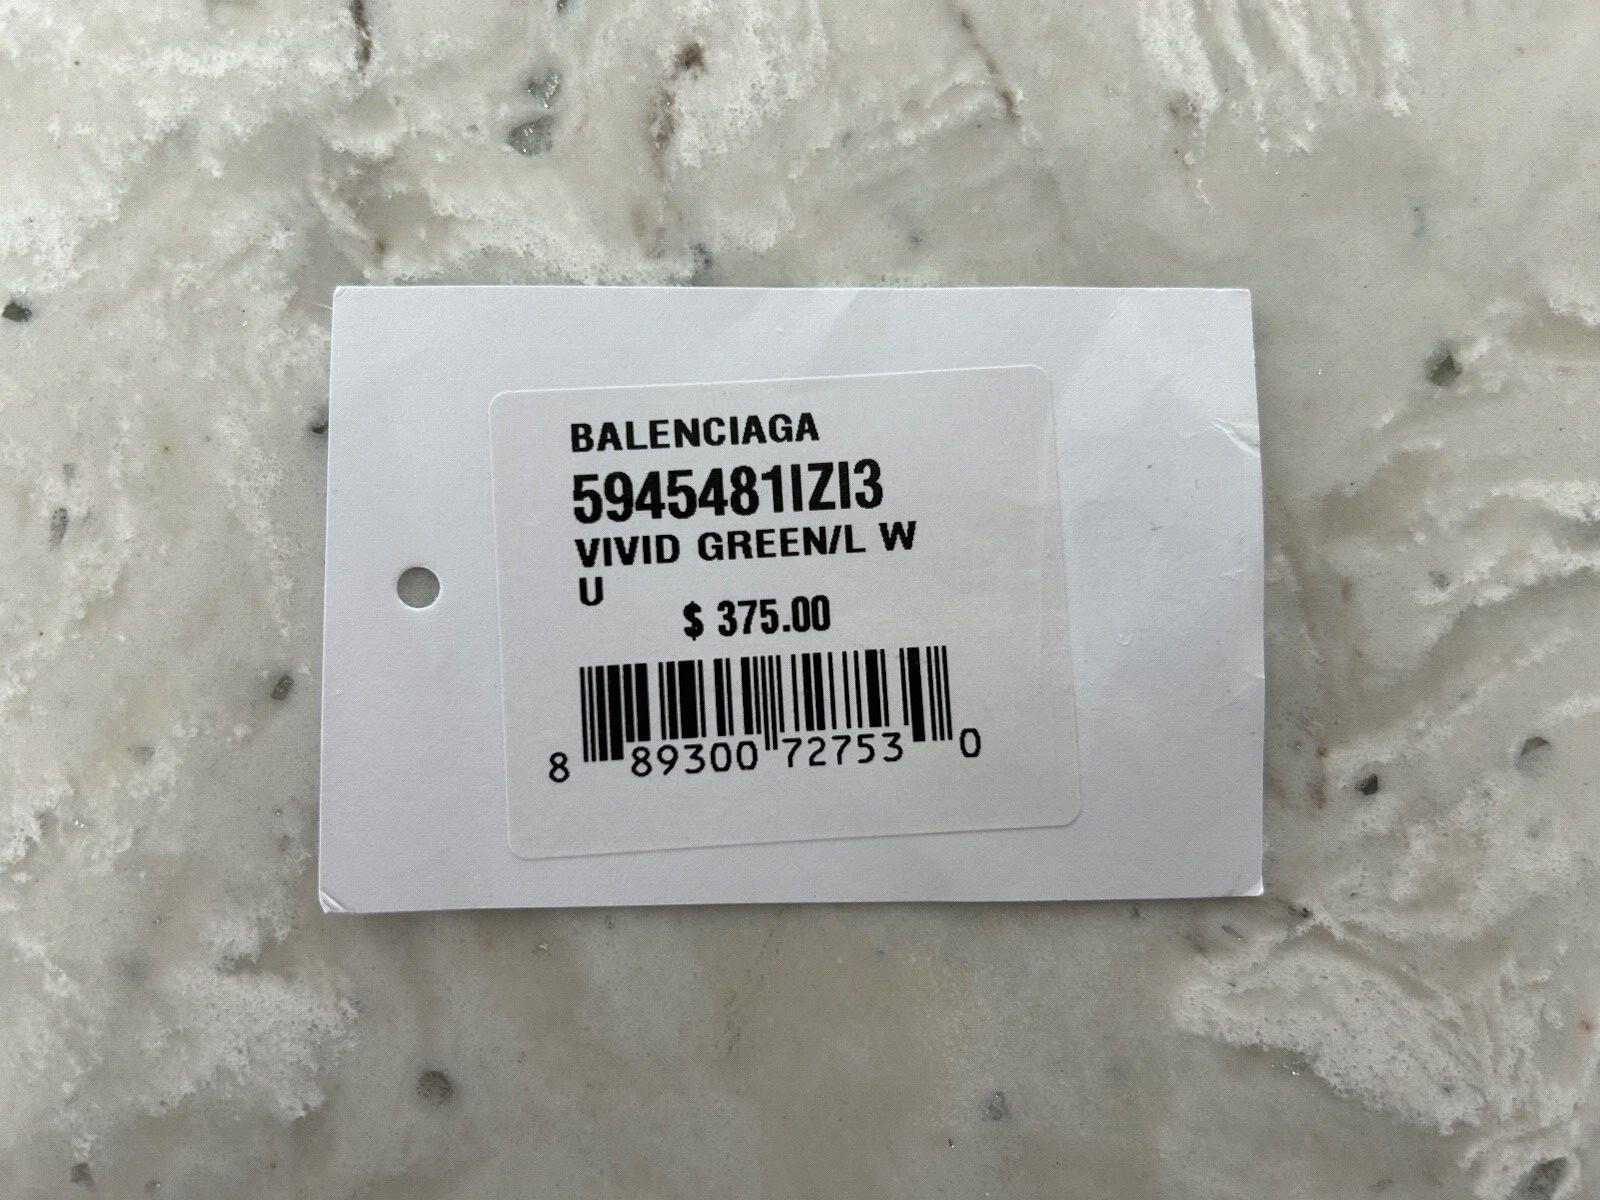 BALENCIAGA
5945481IZI3
VIVID GREEN/L W
U
$ 375.00
8 89300 72753 0